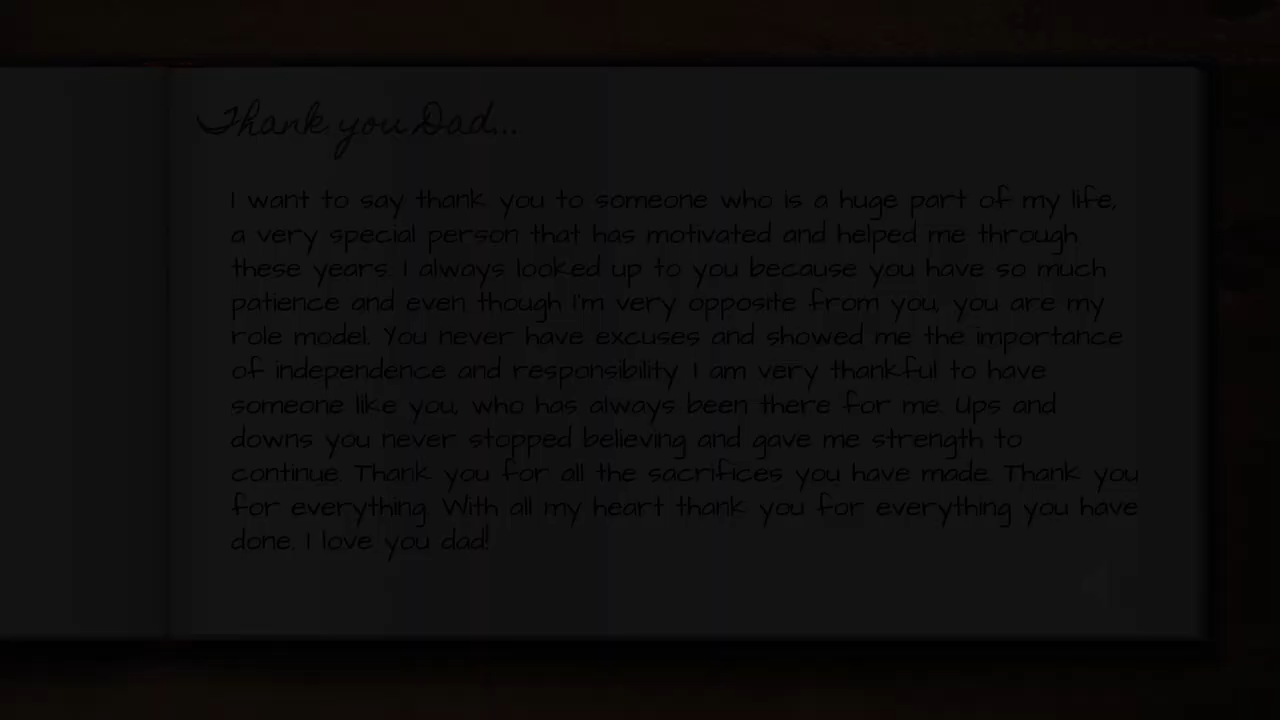 Thank you Dad...
I want to say thank you to someone who is a huge part of my life,
a very special person that has motivated and helped me through
these years. I always looked up to you because you have so much
patience and even though I'm very opposite from you, you are my
role model. You never have excuses and showed me the importance
of independence and responsibility. I am very thankful to have
someone like you, who has always been there for me. Ups and
downs you never stopped believing and gave me strength to
continue. Thank you for all the sacrifices you have made. Thank you
for everything. With all my heart thank you for everything you have
done. I love you dad!